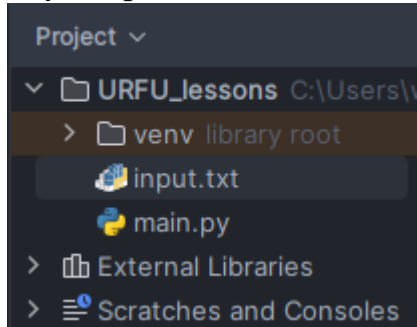 Project
URFU_lessons C:\Users\
venv library root
input.txt
main.py
External Libraries
Scratches and Consoles